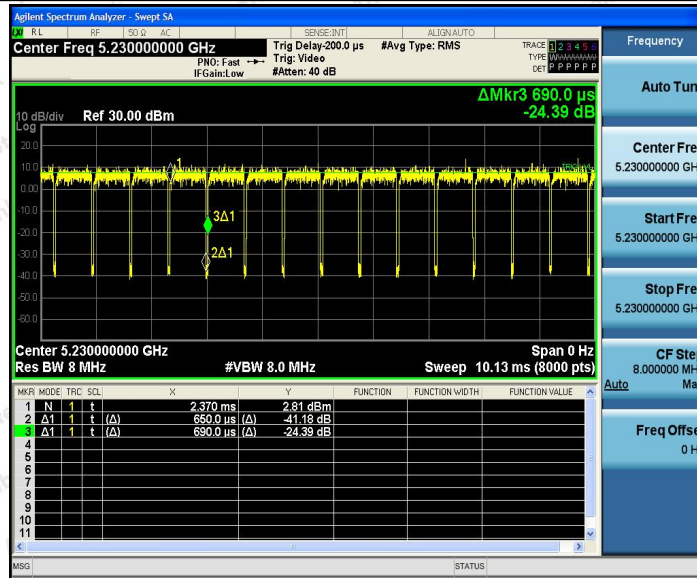 Agilent Spectrum Analyzer - Swept SA
LXI RL RF 50 Ω AC SENSE:INT ALIGNAUTO
Center Freq 5.230000000 GHz
PNO: Fast
IFGain:Low
Trig Delay-200.0 µs
Trig: Video
#Atten: 40 dB
#Avg Type: RMS
TRACE 1 2 3 4 5 6
TYPE WWWWWW
DET P P P P P P
ΔMkr3 690.0 µs
-24.39 dB
10 dB/div Ref 30.00 dBm
Log
20.0
10.0
0.00
-10.0
-20.0
-30.0
-40.0
-50.0
-60.0
1
3Δ1
2Δ1
Center 5.230000000 GHz Span 0 Hz
Res BW 8 MHz #VBW 8.0 MHz Sweep 10.13 ms (8000 pts)
MKR MODE TRC SCL X Y FUNCTION FUNCTION WIDTH FUNCTION VALUE
1 N 1 t 2.370 ms 2.81 dBm
2 Δ1 1 t (Δ) 650.0 µs (Δ) -41.18 dB
3 Δ1 1 t (Δ) 690.0 µs (Δ) -24.39 dB
4
5
6
7
8
9
10
11
MSG STATUS
Frequency
Auto Tun
Center Fre
5.230000000 GH
Start Fre
5.230000000 GH
Stop Fre
5.230000000 GH
CF Ste
8.000000 MH
Auto Ma
Freq Offse
0 H